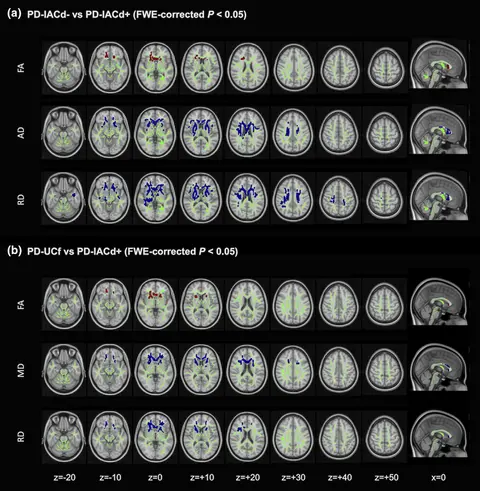 (a) PD-IACd- vs PD-IACd+ (FWE-corrected P < 0.05)
FA
AD
RD
(b) PD-UCf vs PD-IACd+ (FWE-corrected P < 0.05)
FA
MD
RD
z=-20 z=-10 z=0 z=+10 z=+20 z=+30 z=+40 z=+50 x=0